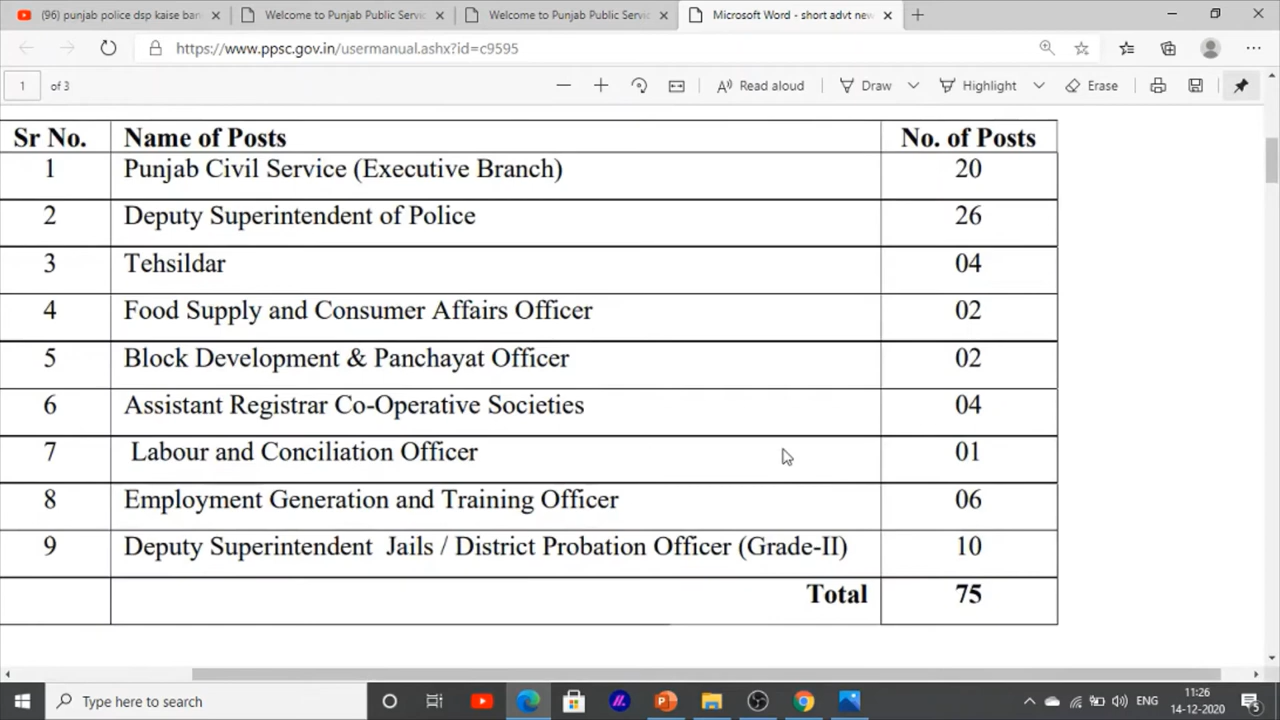 (96) punjab police dsp kaise ban
Welcome to Punjab Public Servic
Welcome to Punjab Public Servic
Microsoft Word - short advt new
https://www.ppsc.gov.in/usermanual.ashx?id=c9595
1 of 3
Read aloud
Draw
Highlight
Erase
Sr No. Name of Posts No. of Posts
1 Punjab Civil Service (Executive Branch) 20
2 Deputy Superintendent of Police 26
3 Tehsildar 04
4 Food Supply and Consumer Affairs Officer 02
5 Block Development & Panchayat Officer 02
6 Assistant Registrar Co-Operative Societies 04
7 Labour and Conciliation Officer 01
8 Employment Generation and Training Officer 06
9 Deputy Superintendent Jails / District Probation Officer (Grade-II) 10
Total 75
Type here to search
ENG
11:26
14-12-2020
5